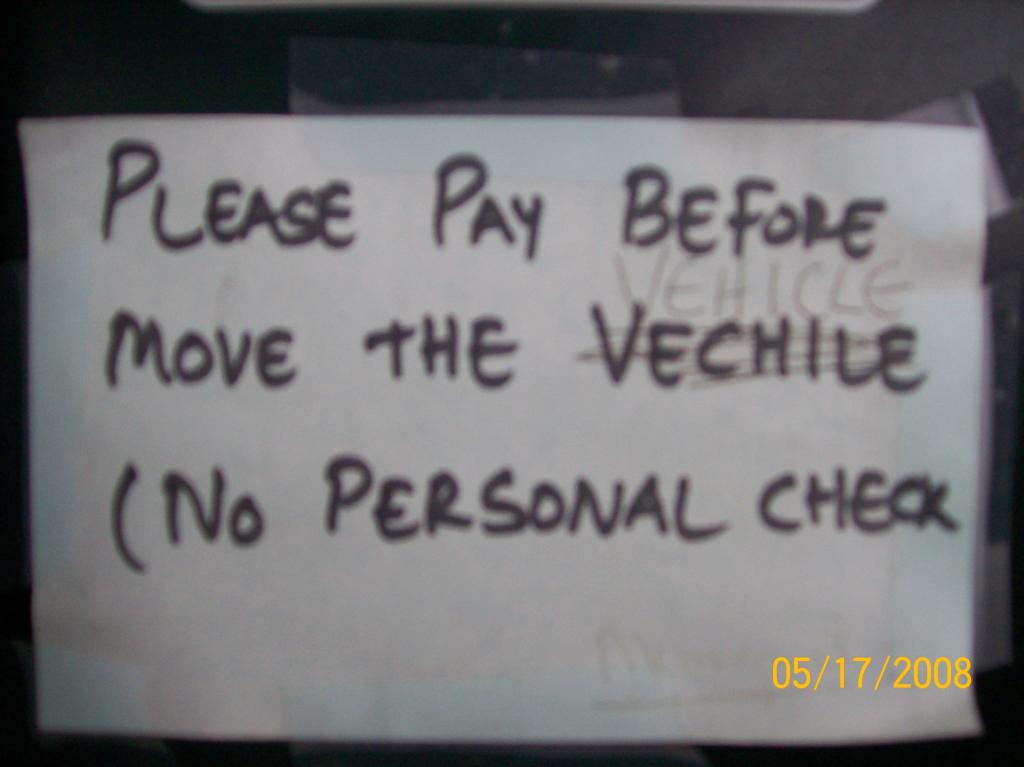 PLEASE PAY BEFORE
VEHICLE
MOVE THE VECHILE
(NO PERSONAL CHECK
05/17/2008